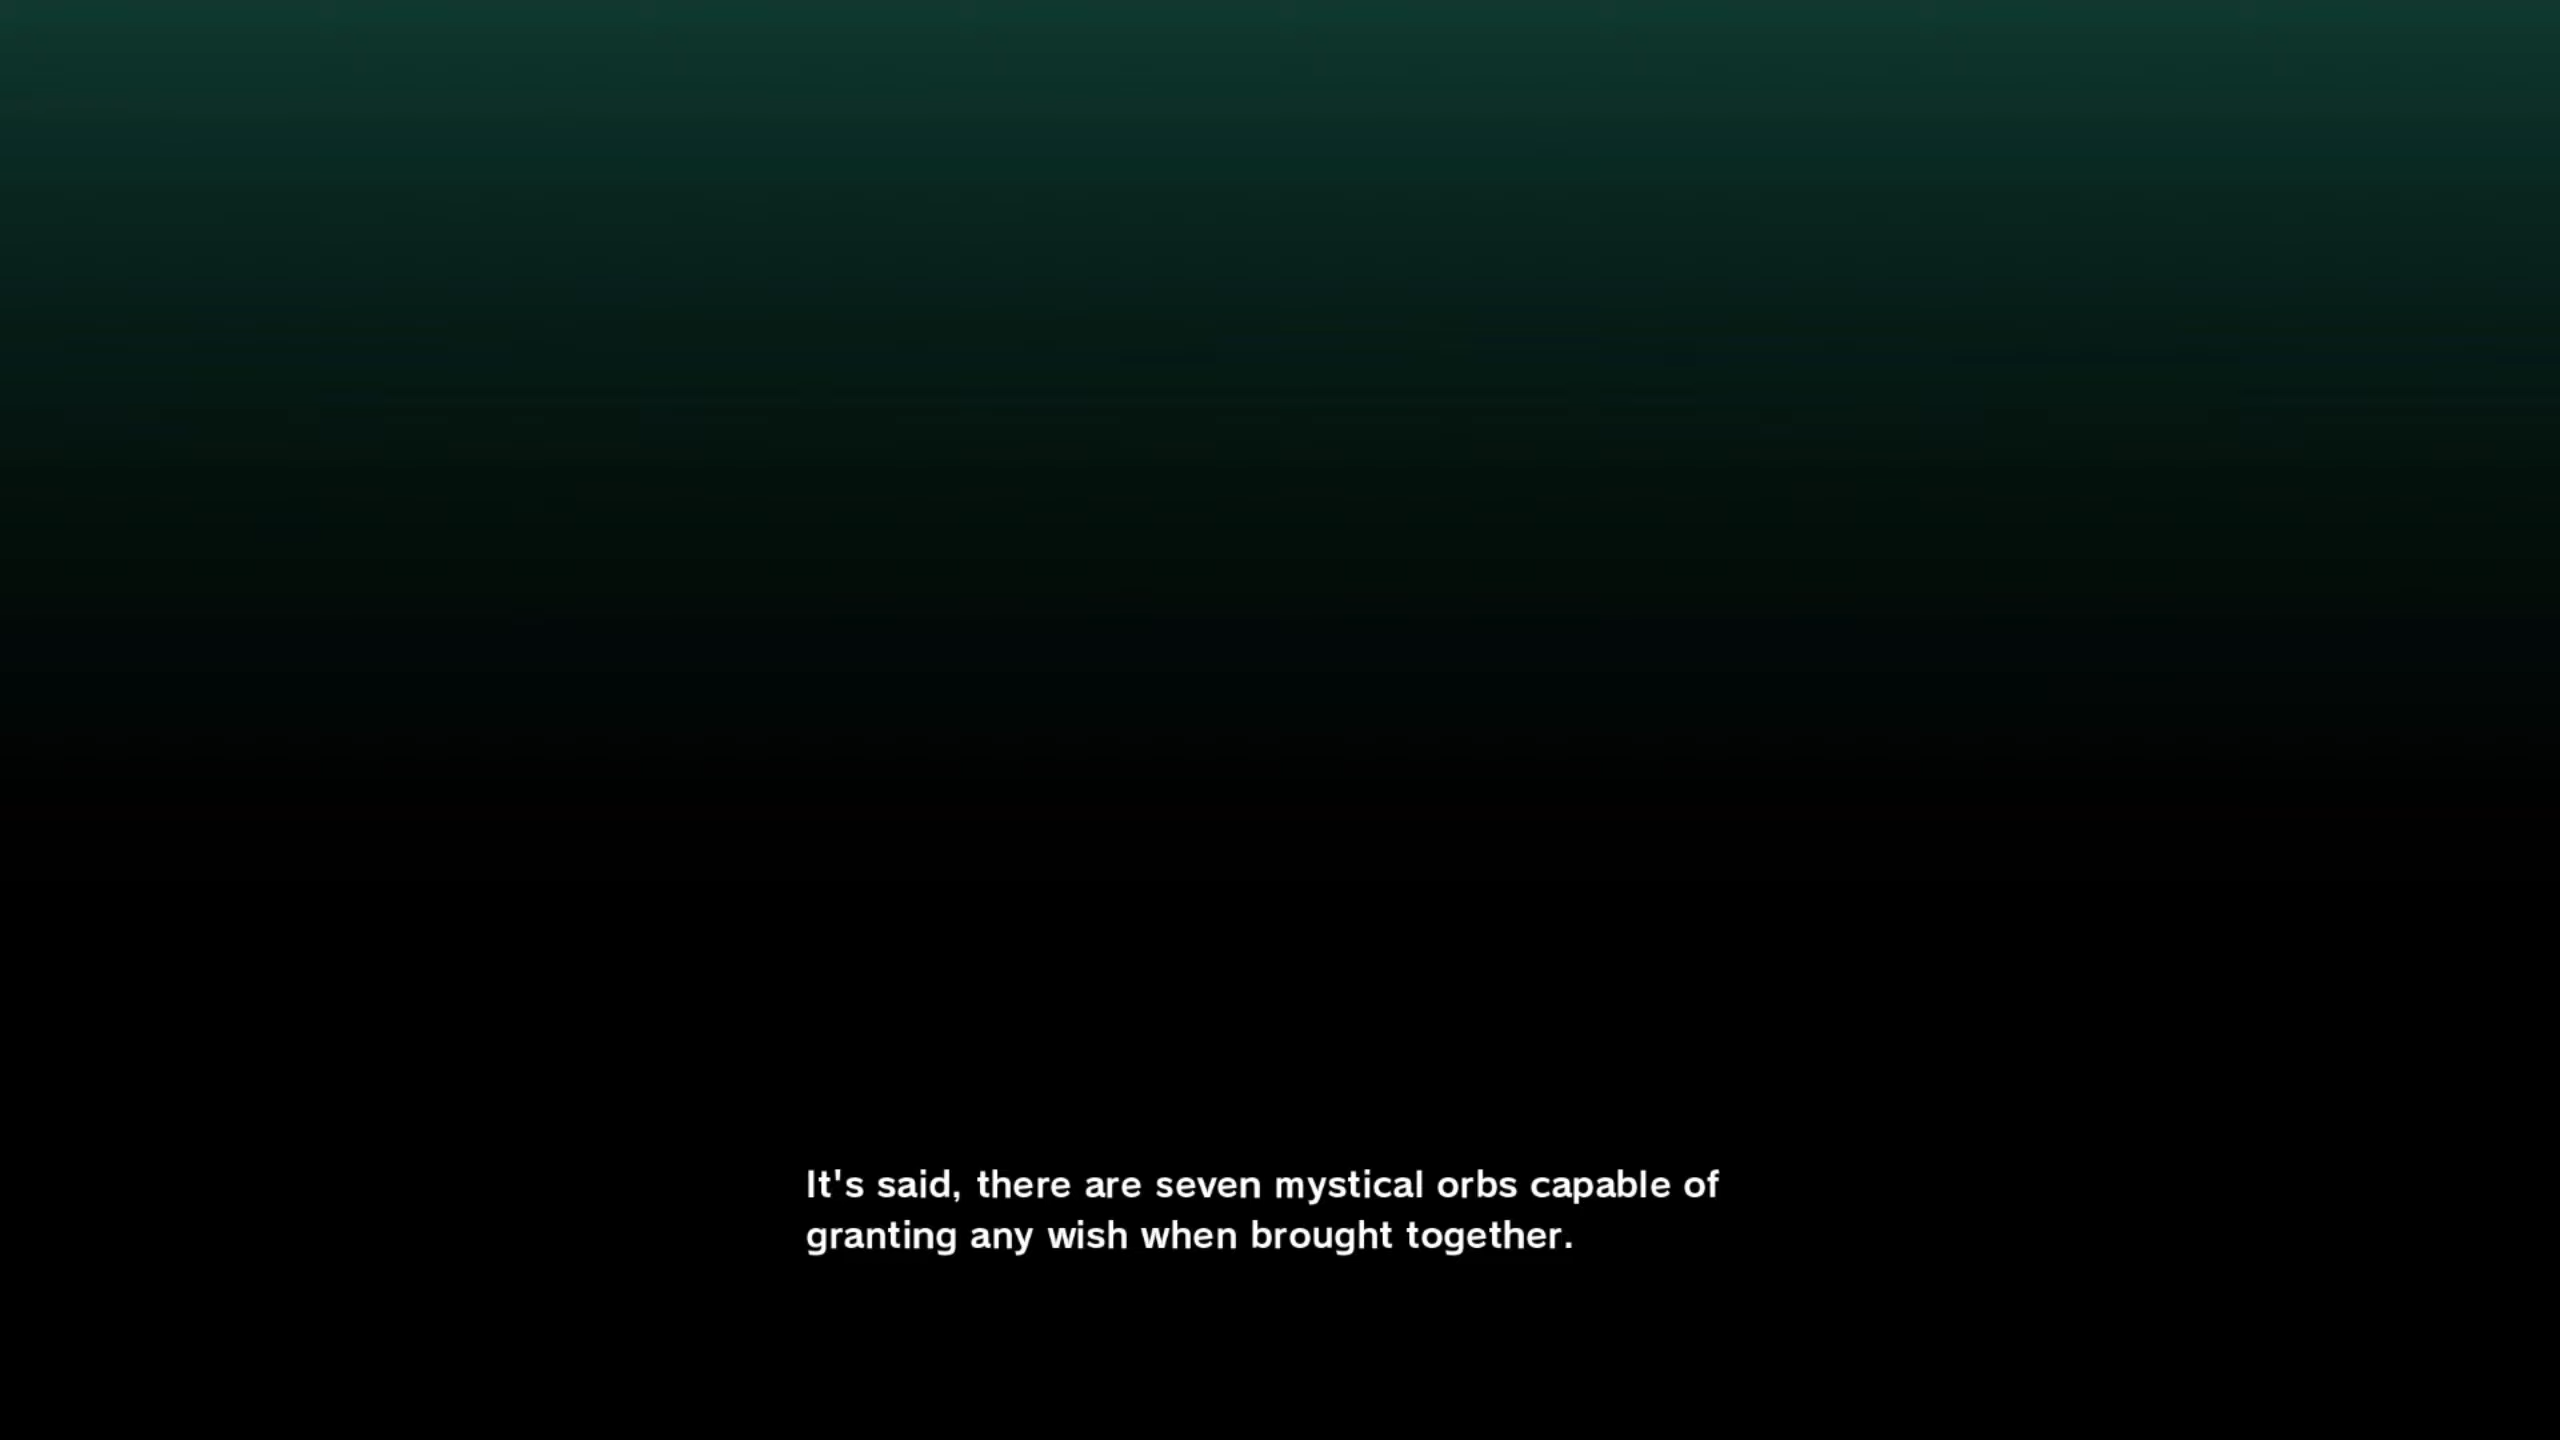 It's said, there are seven mystical orbs capable of
granting any wish when brought together.